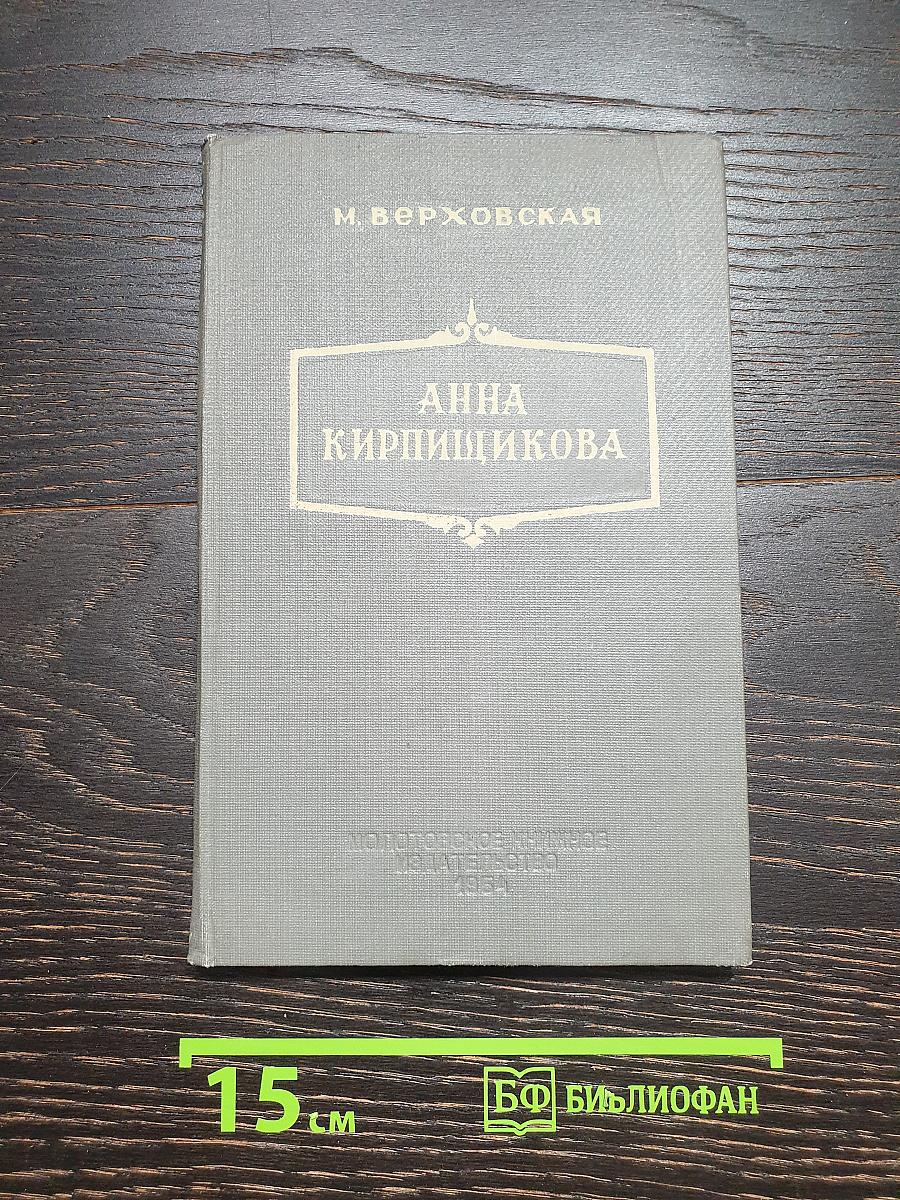 М. ВЕРХОВСКАЯ
АННА
КИРПИЩИКОВА
МОЛОТОВСКОЕ КНИЖНОЕ
ИЗДАТЕЛЬСТВО
1954
15 см
БФ БИБЛИОФАН